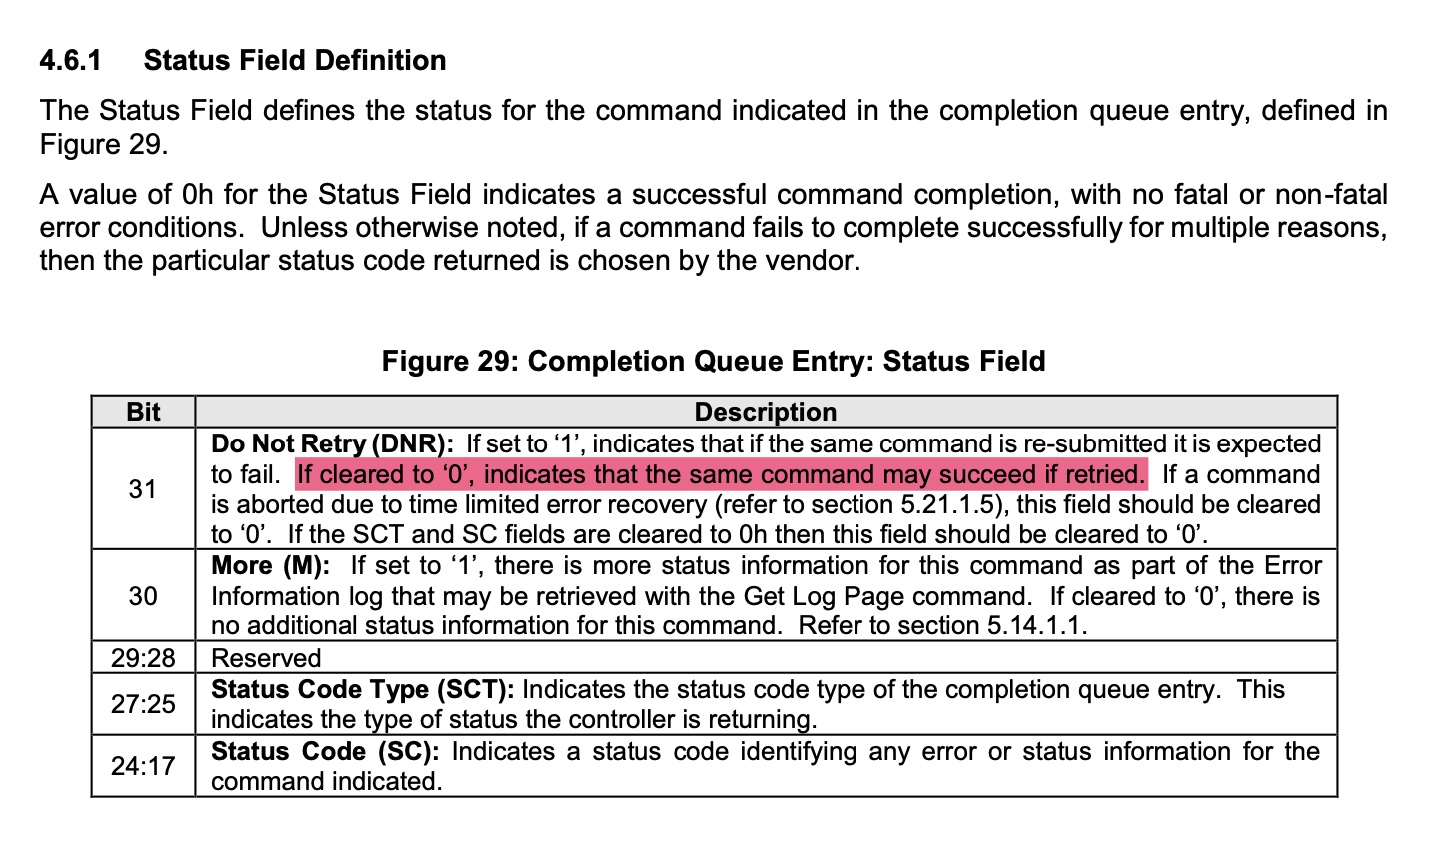 4.6.1 Status Field Definition
The Status Field defines the status for the command indicated in the completion queue entry, defined in
Figure 29.
A value of 0h for the Status Field indicates a successful command completion, with no fatal or non-fatal
error conditions. Unless otherwise noted, if a command fails to complete successfully for multiple reasons,
then the particular status code returned is chosen by the vendor.
Figure 29: Completion Queue Entry: Status Field
Bit Description
Do Not Retry (DNR): If set to ‘1’, indicates that if the same command is re-submitted it is expected
to fail. If cleared to ‘0’, indicates that the same command may succeed if retried. If a command
31
is aborted due to time limited error recovery (refer to section 5.21.1.5), this field should be cleared
to ‘0’. If the SCT and SC fields are cleared to 0h then this field should be cleared to ‘0’.
More (M): If set to ‘1’, there is more status information for this command as part of the Error
30 Information log that may be retrieved with the Get Log Page command. If cleared to ‘0’, there is
no additional status information for this command. Refer to section 5.14.1.1.
29:28 Reserved
27:25 Status Code Type (SCT): Indicates the status code type of the completion queue entry. This
indicates the type of status the controller is returning.
24:17 Status Code (SC): Indicates a status code identifying any error or status information for the
command indicated.